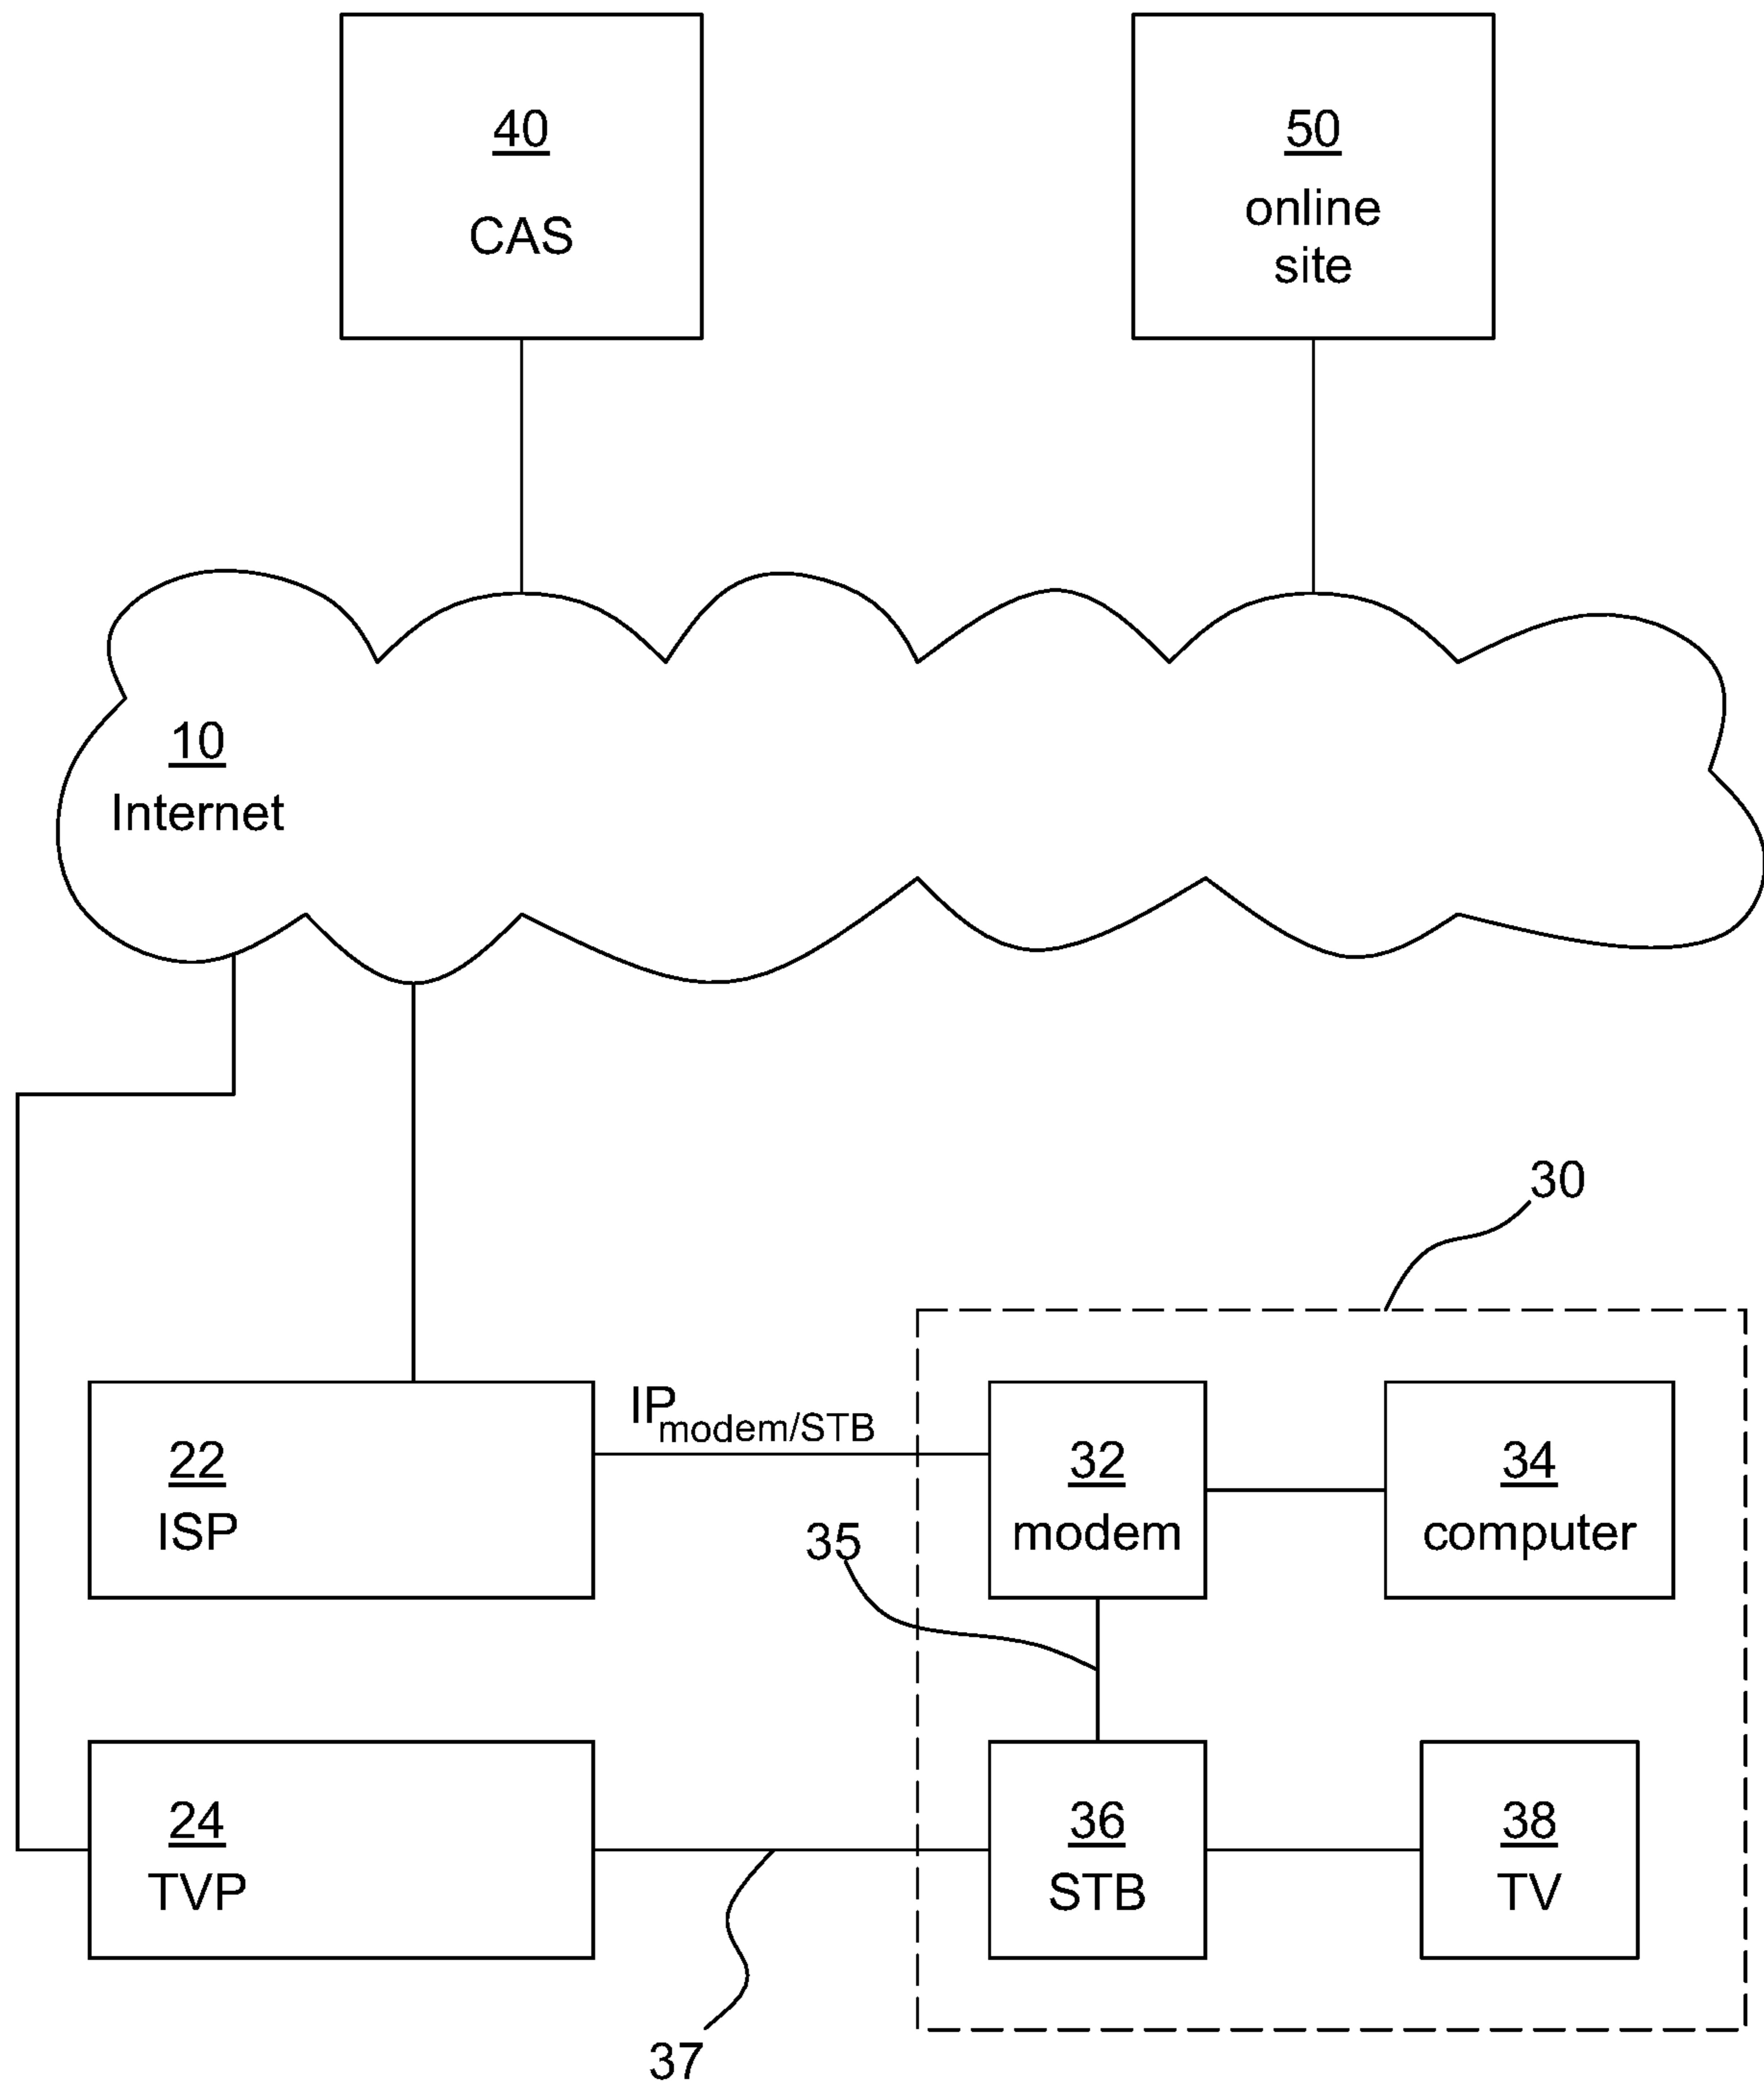 40
CAS
50
online
site
10
Internet
30
IPmodem/STB
22
ISP
32
modem
34
computer
35
24
TVP
36
STB
38
TV
37